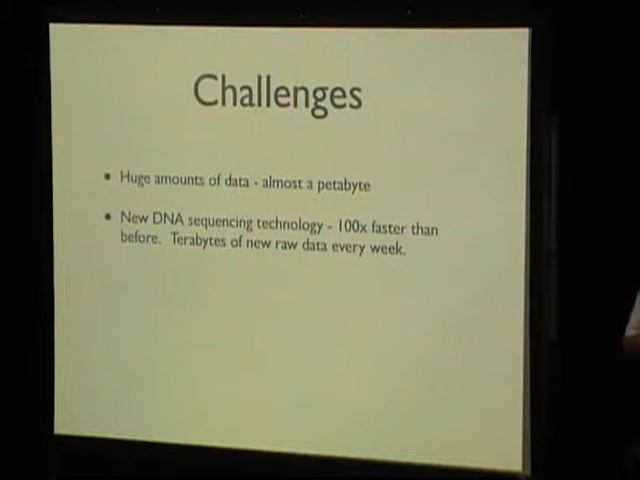 Challenges
• Huge amounts of data - almost a petabyte
• New DNA sequencing technology - 100x faster than
before. Terabytes of new raw data every week.